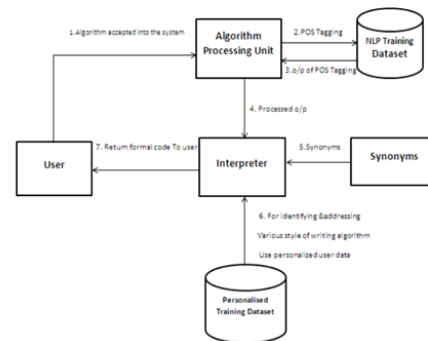 1.Algorithm accepted into the system
Algorithm
Processing Unit
2.POS Tagging
3.o/p of POS Tagging
NLP Training
Dataset
4. Processed o/p
User
7. Return formal code To user
Interpreter
5.Synonyms
Synonyms
6. For identifying &addressing
Various style of writing algorithm
Use personalized user data
Personalised
Training Dataset